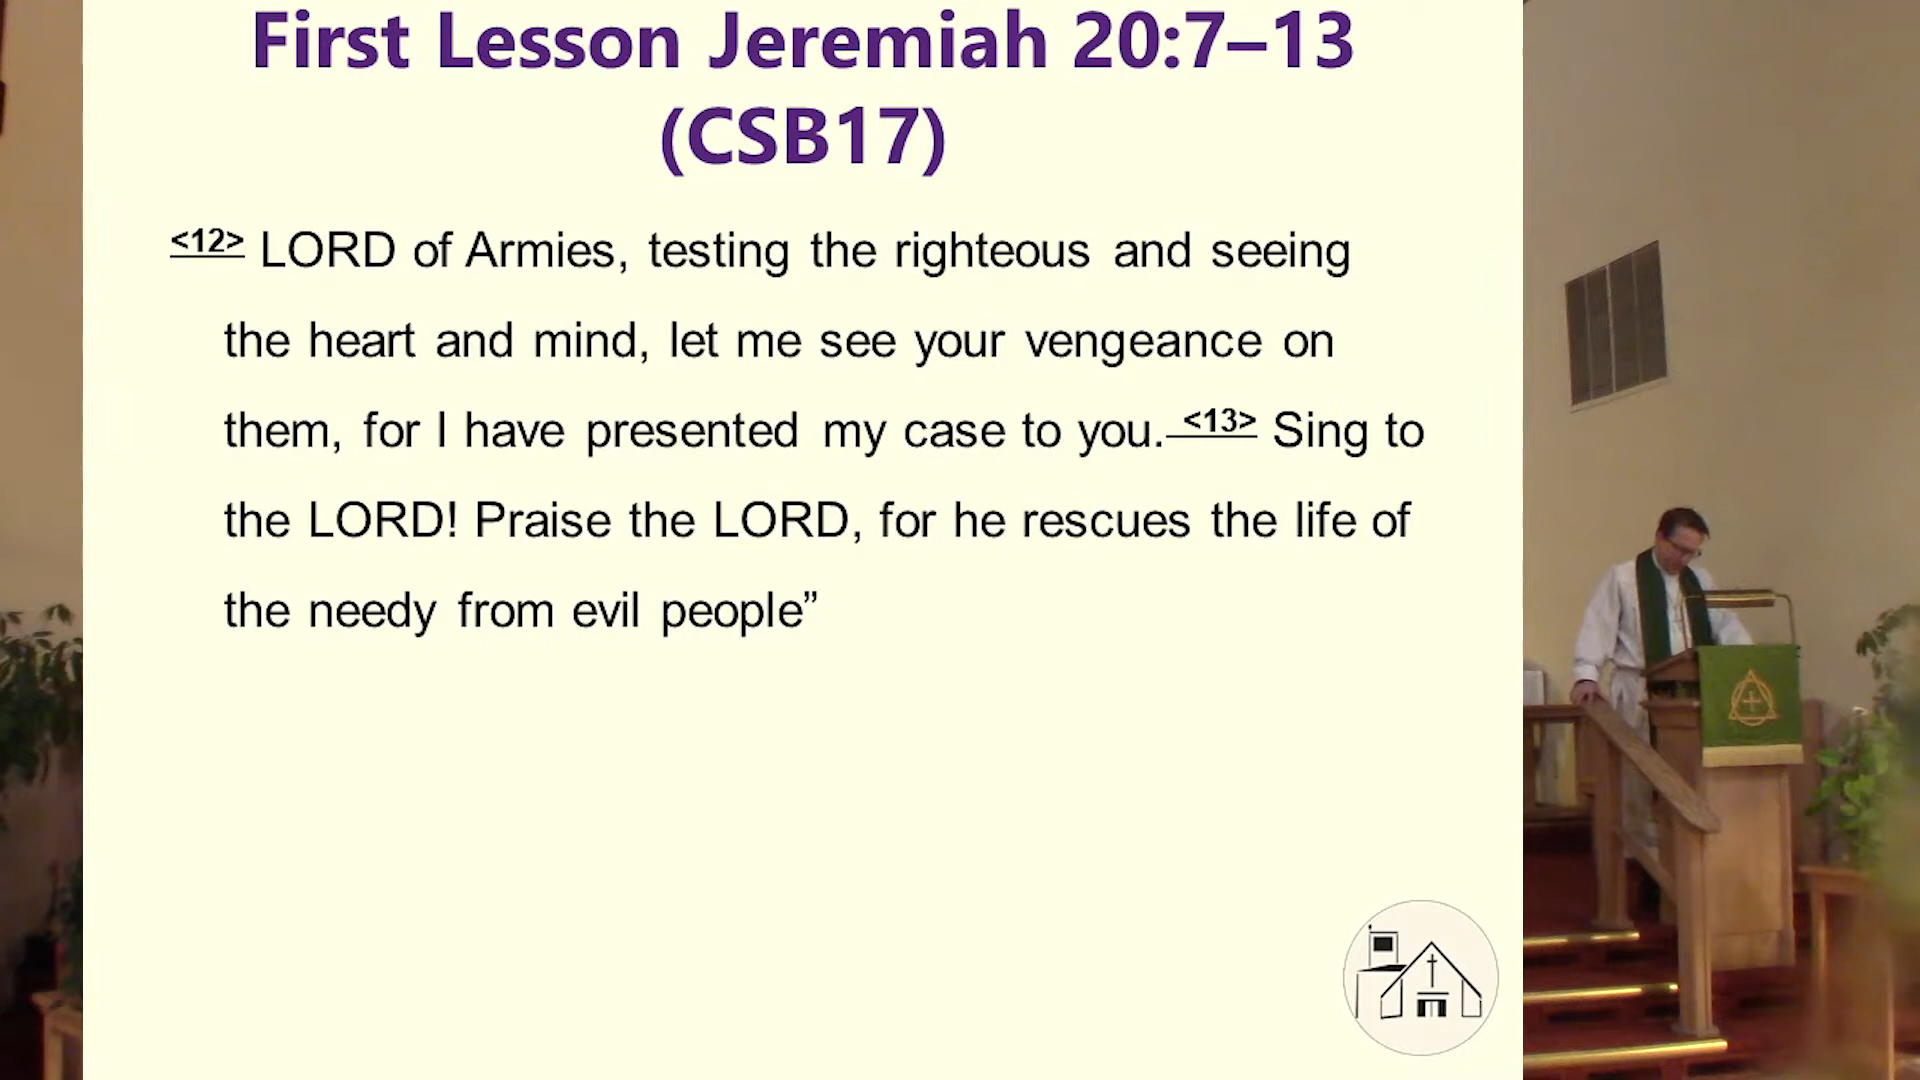 First Lesson Jeremiah 20:7–13
(CSB17)
<12> LORD of Armies, testing the righteous and seeing
the heart and mind, let me see your vengeance on
them, for I have presented my case to you. <13> Sing to
the LORD! Praise the LORD, for he rescues the life of
the needy from evil people”